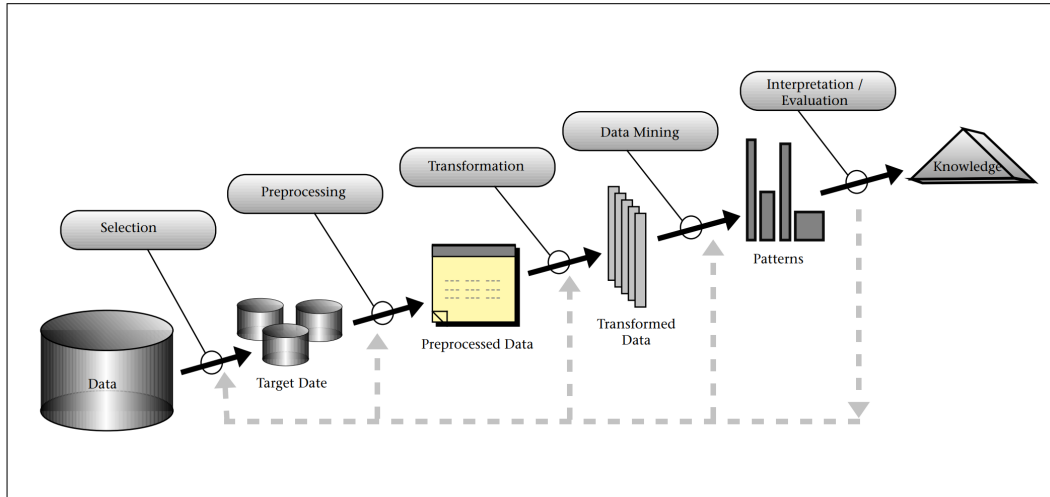 Selection
Preprocessing
Transformation
Data Mining
Interpretation /
Evaluation
Data
Target Date
Preprocessed Data
Transformed
Data
Patterns
Knowledge